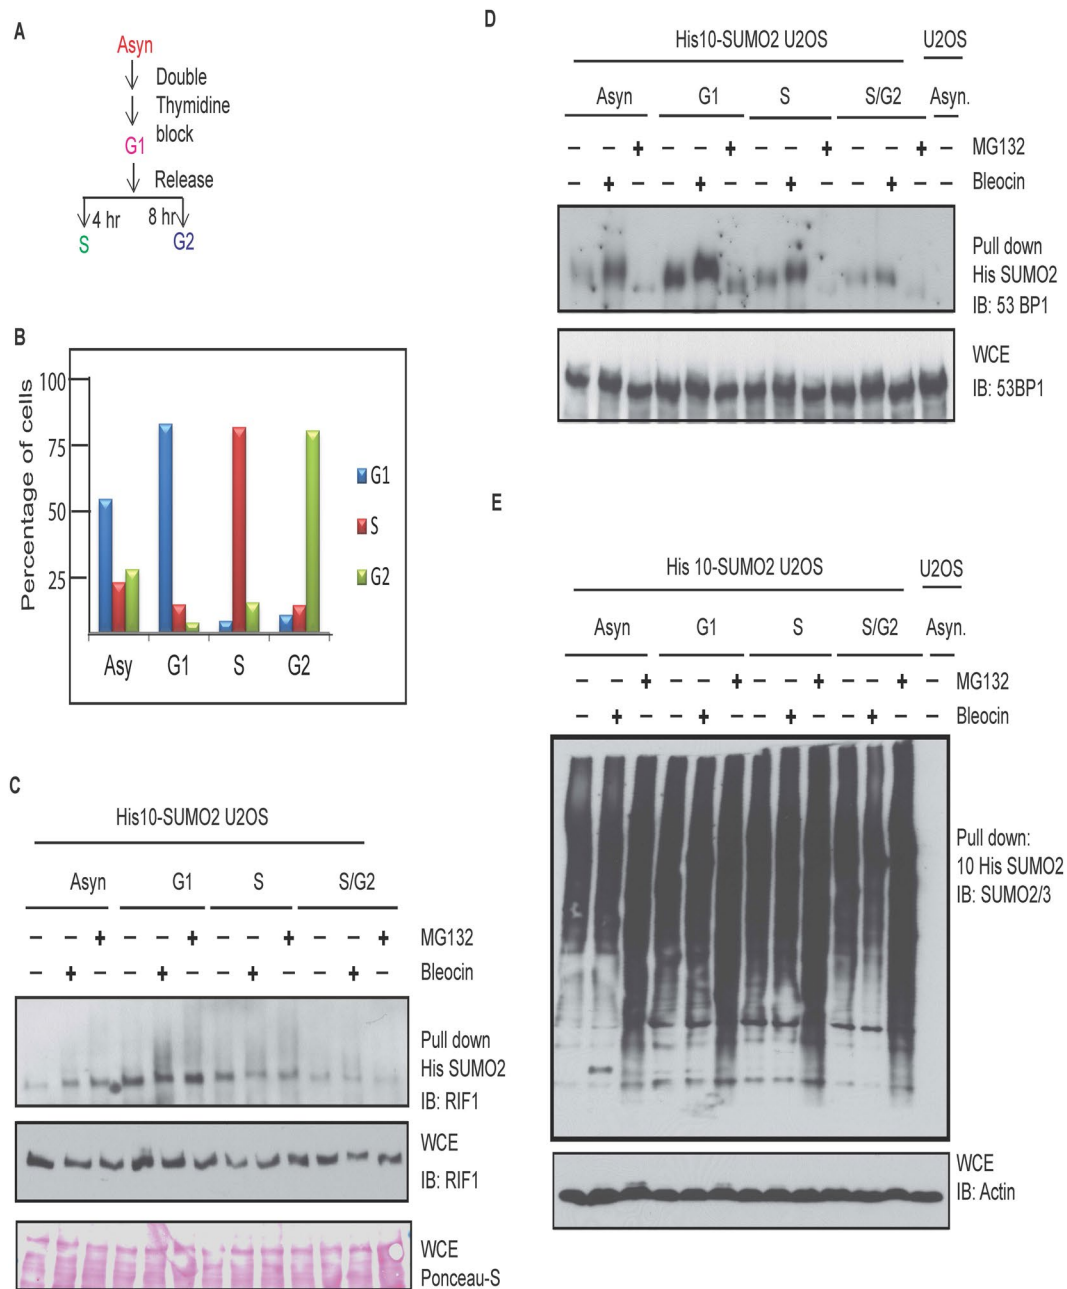 A
Asyn
Double
Thymidine
block
G1
Release
4 hr 8 hr
S G2
B
Percentage of cells
100
75
50
25
G1
S
G2
Asy G1 S G2
C
His10-SUMO2 U2OS
Asyn G1 S S/G2
– – + – – + – – + – – + MG132
– + – – + – – + – – + – Bleocin
Pull down
His SUMO2
IB: RIF1
WCE
IB: RIF1
WCE
Ponceau-S
D
His10-SUMO2 U2OS U2OS
Asyn G1 S S/G2 Asyn.
– – + – – + – – + – – + – MG132
– + – – + – – + – – + – – Bleocin
Pull down
His SUMO2
IB: 53 BP1
WCE
IB: 53BP1
E
His 10-SUMO2 U2OS U2OS
Asyn G1 S S/G2 Asyn.
– – + – – + – – + – – + – MG132
– + – – + – – + – – + – – Bleocin
Pull down:
10 His SUMO2
IB: SUMO2/3
WCE
IB: Actin